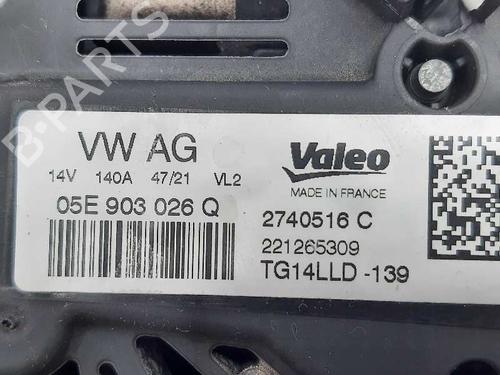 VW AG
14V 140A 47/21 VL2
05E 903 026 Q
Valeo
MADE IN FRANCE
2740516 C
221265309
TG14LLD -139
B-PARTS